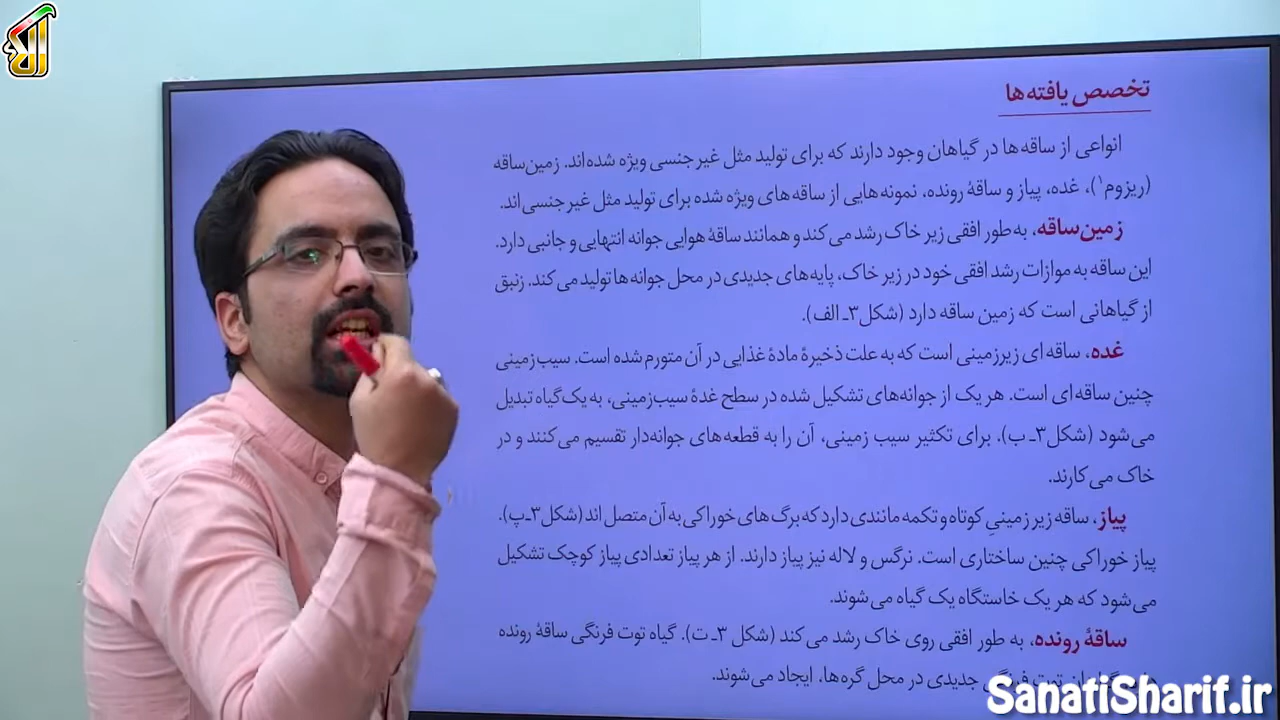 تخصص یافته‌ها
انواعی از ساقه‌ها در گیاهان وجود دارند که برای تولید مثل غیر جنسی ویژه شده‌اند. زمین‌ساقه
(ریزوم۱)، غده، پیاز و ساقهٔ رونده، نمونه‌هایی از ساقه‌های ویژه شده برای تولید مثل غیر جنسی‌اند.
زمین‌ساقه، به‌طور افقی زیر خاک رشد می‌کند و همانند ساقهٔ هوایی جوانه انتهایی و جانبی دارد.
این ساقه به موازات رشد افقی خود در زیر خاک، پایه‌های جدیدی در محل جوانه‌ها تولید می‌کند. زنبق
از گیاهانی است که زمین ساقه دارد (شکل ۳ـ الف).
غده، ساقه‌ای زیرزمینی است که به علت ذخیرهٔ مادهٔ غذایی در آن متورم شده است. سیب‌زمینی
چنین ساقه‌ای است. هر یک از جوانه‌های تشکیل شده در سطح غدهٔ سیب‌زمینی، به یک گیاه تبدیل
می‌شود (شکل ۳ـ ب). برای تکثیر سیب زمینی، آن را به قطعه‌های جوانه‌دار تقسیم می‌کنند و در
خاک می‌کارند.
پیاز، ساقه زیر زمینیِ کوتاه و تکمه مانندی دارد که برگ های خوراکی به آن متصل اند (شکل ۳ـ پ).
پیاز خوراکی چنین ساختاری است. نرگس و لاله نیز پیاز دارند. از هر پیاز تعدادی پیاز کوچک تشکیل
می‌شود که هر یک خاستگاه یک گیاه می‌شوند.
ساقهٔ رونده، به طور افقی روی خاک رشد می کند (شکل ۳ـ ت). گیاه توت فرنگی ساقهٔ رونده
جدیدی در محل گره‌ها، ایجاد می‌شوند.
SanatiSharif.ir